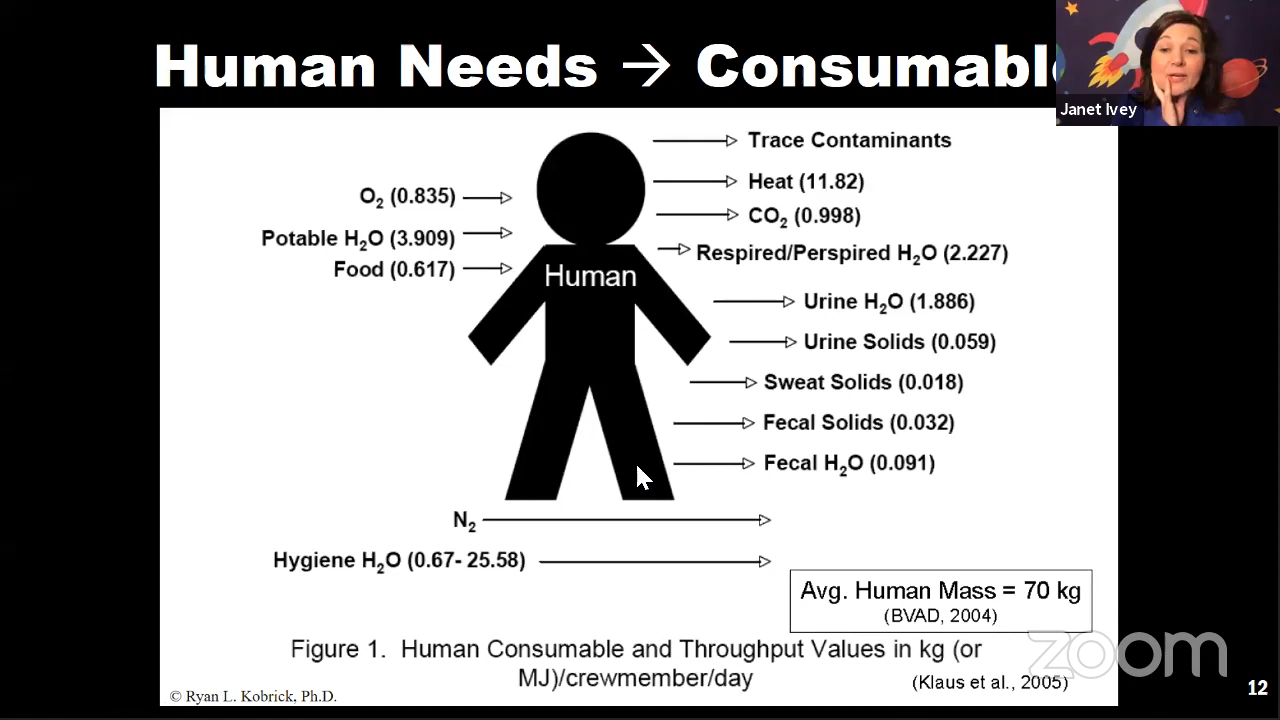 Human Needs → Consumabl
Janet Ivey
Trace Contaminants
Heat (11.82)
O₂ (0.835)
CO₂ (0.998)
Potable H₂O (3.909)
Respired/Perspired H₂O (2.227)
Food (0.617)
Human
Urine H₂O (1.886)
Urine Solids (0.059)
Sweat Solids (0.018)
Fecal Solids (0.032)
Fecal H₂O (0.091)
N₂
Hygiene H₂O (0.67- 25.58)
Avg. Human Mass = 70 kg
(BVAD, 2004)
Figure 1. Human Consumable and Throughput Values in kg (or
MJ)/crewmember/day
(Klaus et al., 2005)
zoom
© Ryan L. Kobrick, Ph.D.
12